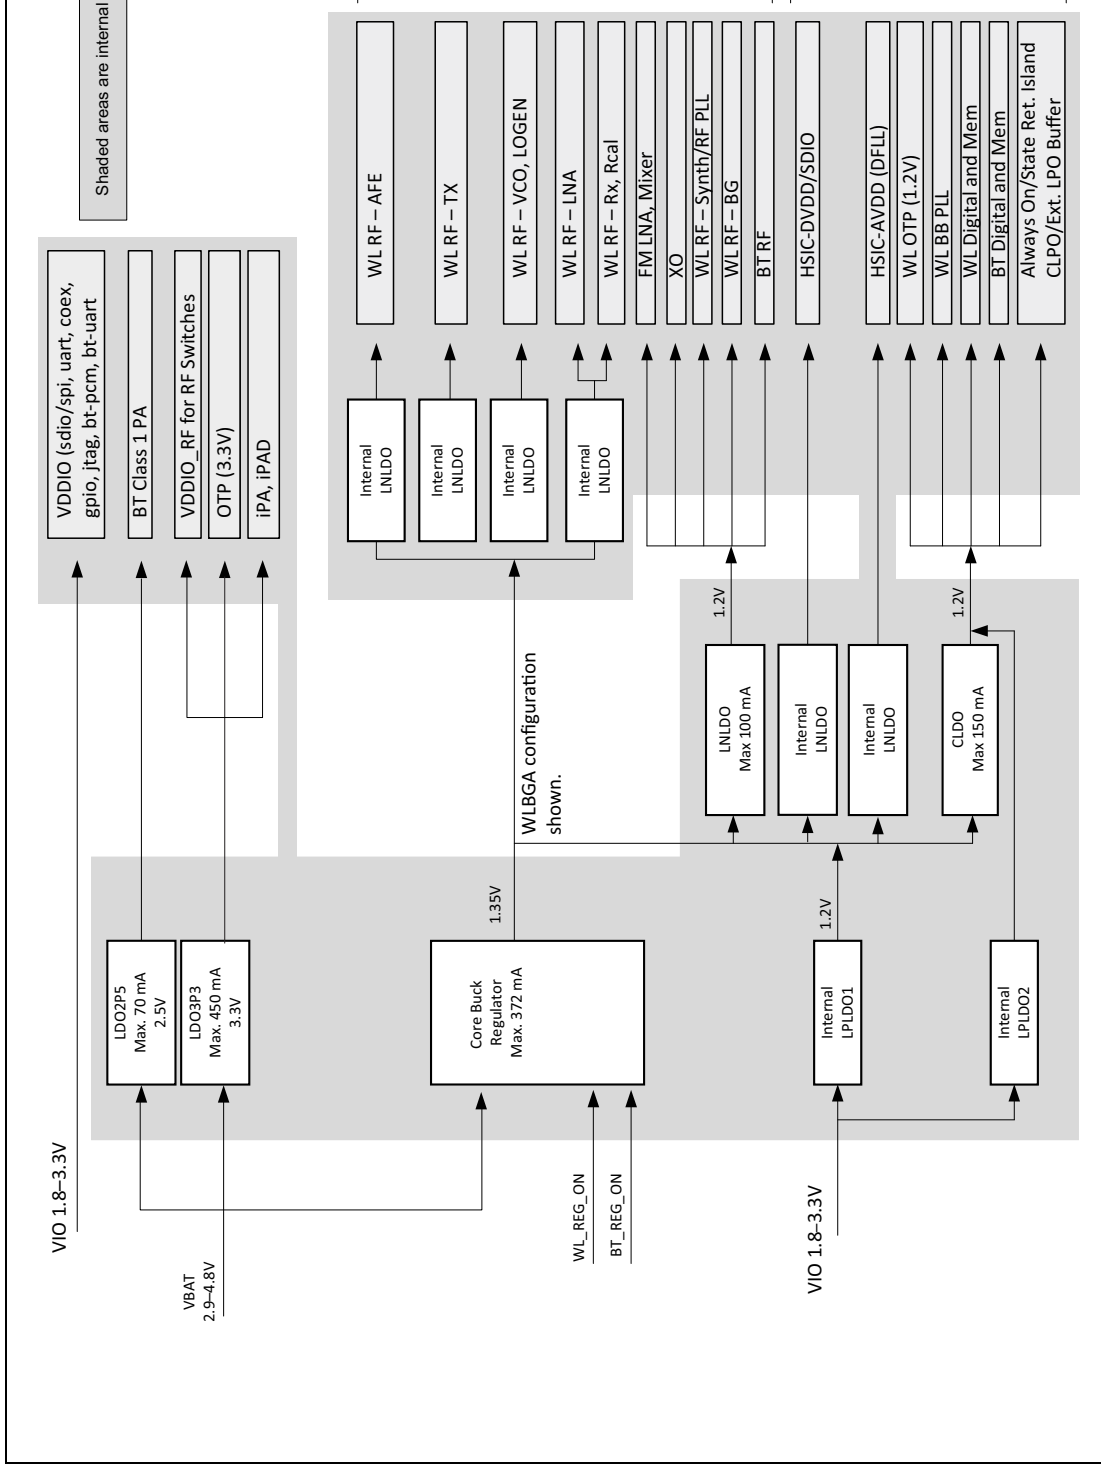 Shaded areas are internal
VDDIO (sdio/spi, uart, coex,
gpio, jtag, bt-pcm, bt-uart
BT Class 1 PA
VDDIO_RF for RF Switches
OTP (3.3V)
iPA, iPAD
WL RF – AFE
WL RF – TX
WL RF – VCO, LOGEN
WL RF – LNA
WL RF – Rx, Rcal
FM LNA, Mixer
XO
WL RF – Synth/RF PLL
WL RF – BG
BT RF
HSIC-DVDD/SDIO
HSIC-AVDD (DFLL)
WL OTP (1.2V)
WL BB PLL
WL Digital and Mem
BT Digital and Mem
Always On/State Ret. Island
CLPO/Ext. LPO Buffer
Internal
LNLDO
Internal
LNLDO
Internal
LNLDO
Internal
LNLDO
1.2V
1.2V
LNLDO
Max 100 mA
Internal
LNLDO
Internal
LNLDO
CLDO
Max 150 mA
WLBGA configuration
shown.
1.35V
1.2V
LDO2P5
Max. 70 mA
2.5V
LDO3P3
Max. 450 mA
3.3V
Core Buck
Regulator
Max. 372 mA
Internal
LPLDO1
Internal
LPLDO2
VIO 1.8–3.3V
VBAT
2.9–4.8V
WL_REG_ON
BT_REG_ON
VIO 1.8–3.3V